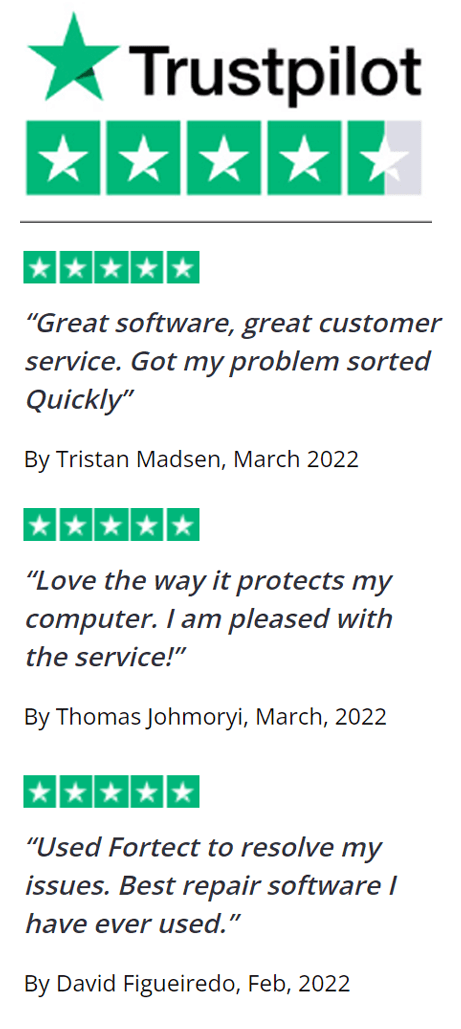 Trustpilot
“Great software, great customer
service. Got my problem sorted
Quickly”
By Tristan Madsen, March 2022
“Love the way it protects my
computer. I am pleased with
the service!”
By Thomas Johmoryi, March, 2022
“Used Fortect to resolve my
issues. Best repair software I
have ever used.”
By David Figueiredo, Feb, 2022